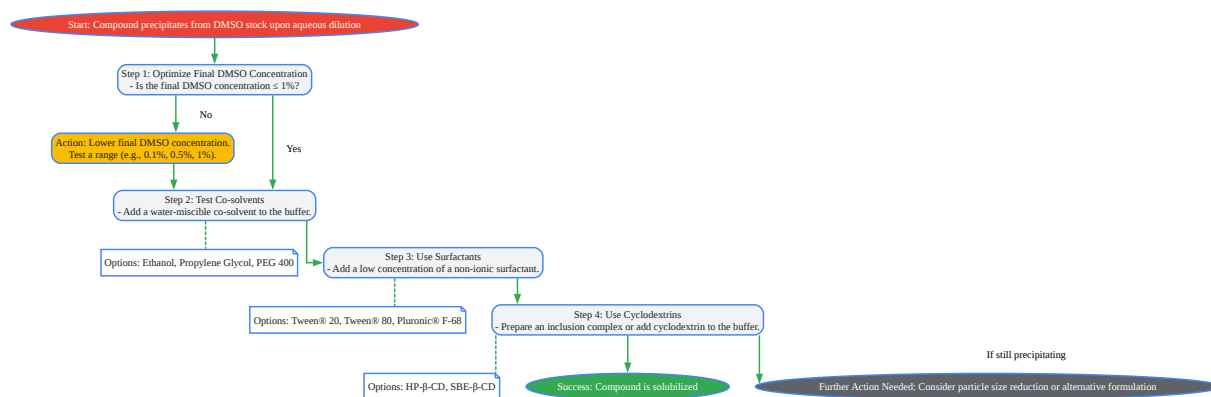 Start: Compound precipitates from DMSO stock upon aqueous dilution
Step 1: Optimize Final DMSO Concentration
- Is the final DMSO concentration ≤ 1%?
No
Action: Lower final DMSO concentration.
Test a range (e.g., 0.1%, 0.5%, 1%).
Yes
Step 2: Test Co-solvents
- Add a water-miscible co-solvent to the buffer.
Options: Ethanol, Propylene Glycol, PEG 400
Step 3: Use Surfactants
- Add a low concentration of a non-ionic surfactant.
Options: Tween® 20, Tween® 80, Pluronic® F-68
Step 4: Use Cyclodextrins
- Prepare an inclusion complex or add cyclodextrin to the buffer.
If still precipitating
Options: HP-β-CD, SBE-β-CD
Success: Compound is solubilized
Further Action Needed: Consider particle size reduction or alternative formulation